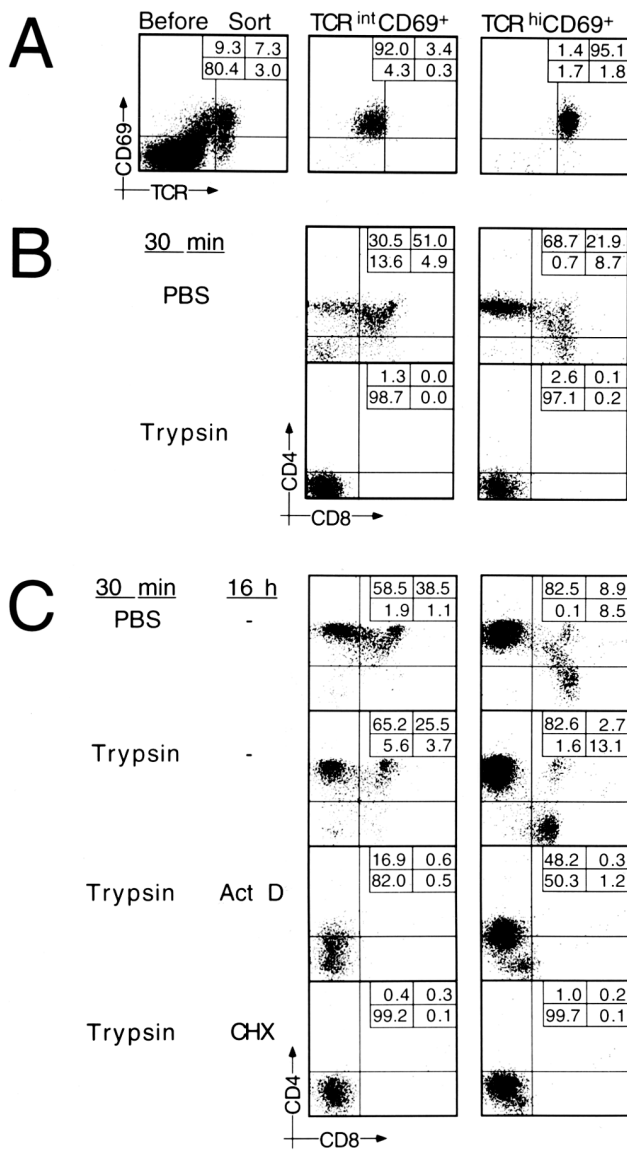 A
Before Sort
TCR int CD69+
TCR hi CD69+
9.3 7.3
80.4 3.0
92.0 3.4
4.3 0.3
1.4 95.1
1.7 1.8
CD69
TCR
B
30 min
PBS
30.5 51.0
13.6 4.9
68.7 21.9
0.7 8.7
Trypsin
1.3 0.0
98.7 0.0
2.6 0.1
97.1 0.2
CD4
CD8
C
30 min 16 h
PBS -
58.5 38.5
1.9 1.1
82.5 8.9
0.1 8.5
Trypsin -
65.2 25.5
5.6 3.7
82.6 2.7
1.6 13.1
Trypsin Act D
16.9 0.6
82.0 0.5
48.2 0.3
50.3 1.2
Trypsin CHX
0.4 0.3
99.2 0.1
1.0 0.2
99.7 0.1
CD4
CD8